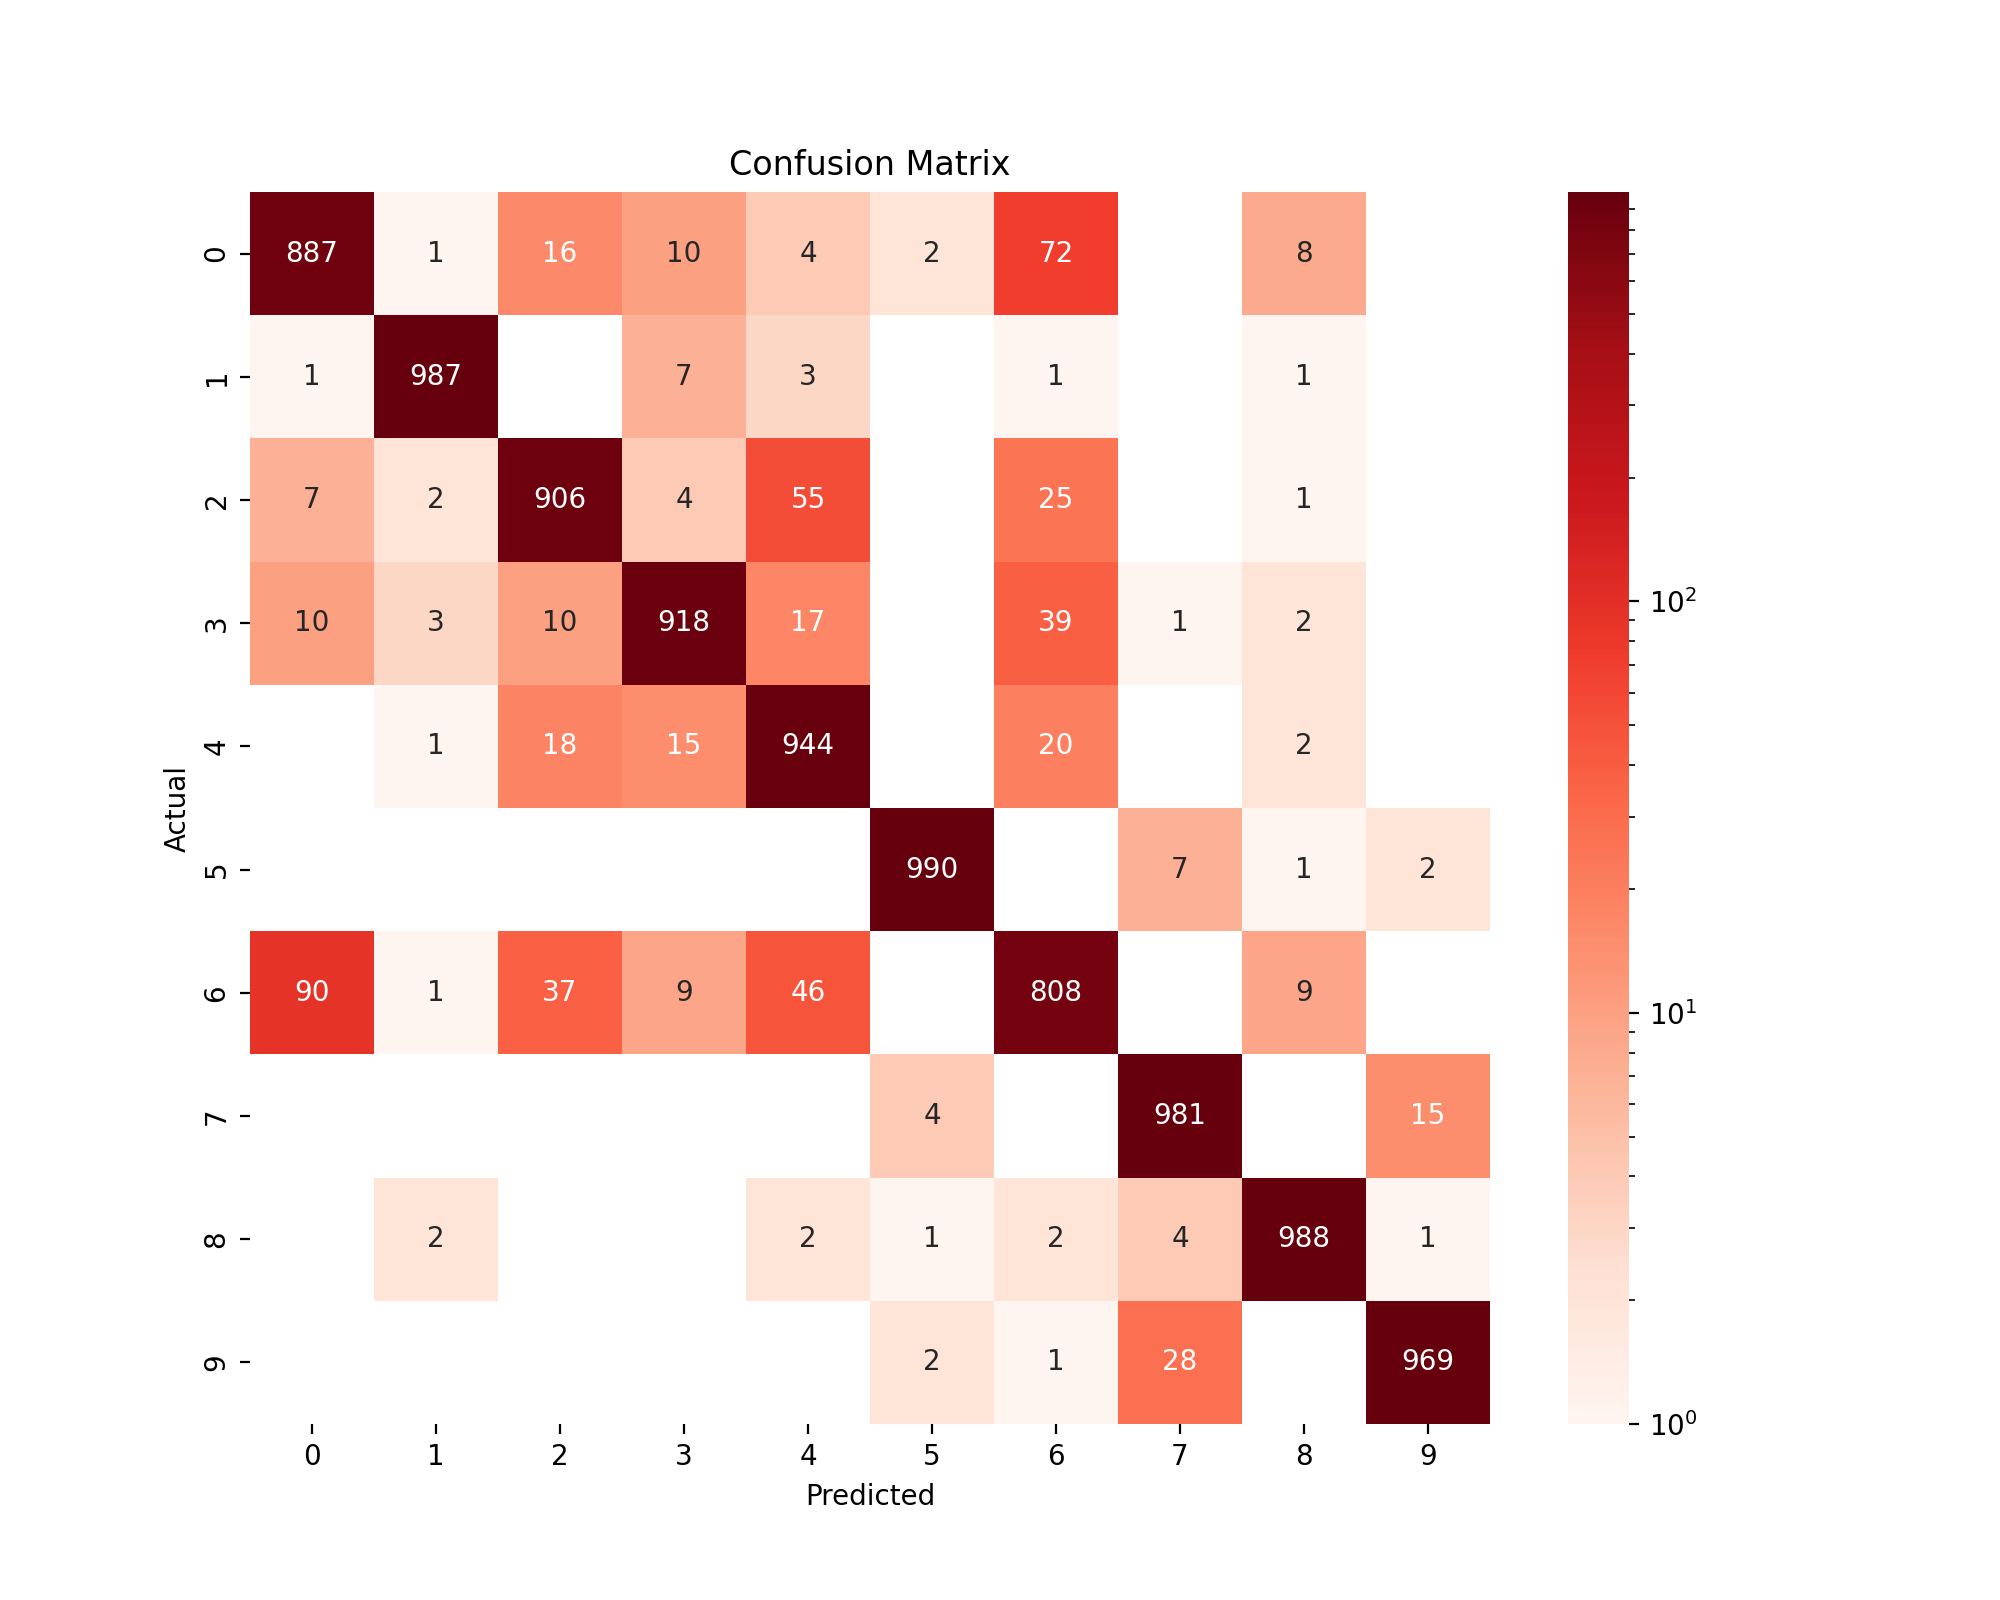 Confusion Matrix
0 887 1 16 10 4 2 72 8
1 1 987 7 3 1 1
2 7 2 906 4 55 25 1
3 10 3 10 918 17 39 1 2
4 1 18 15 944 20 2
5 990 7 1 2
6 90 1 37 9 46 808 9
7 4 981 15
8 2 2 1 2 4 988 1
9 2 1 28 969
0 1 2 3 4 5 6 7 8 9
Predicted
Actual
10²
10¹
10⁰